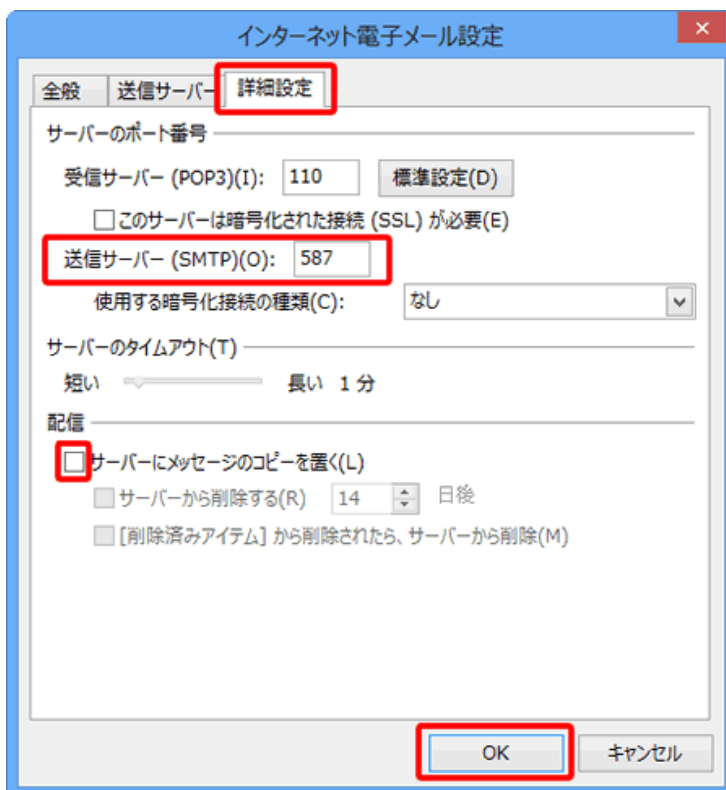 インターネット電子メール設定
全般 送信サーバー 詳細設定
サーバーのポート番号
受信サーバー (POP3)(I): 110 標準設定(D)
このサーバーは暗号化された接続 (SSL) が必要(E)
送信サーバー (SMTP)(O): 587
使用する暗号化接続の種類(C): なし
サーバーのタイムアウト(T)
短い 長い 1 分
配信
サーバーにメッセージのコピーを置く(L)
サーバーから削除する(R) 14 日後
[削除済みアイテム] から削除されたら、サーバーから削除(M)
OK キャンセル